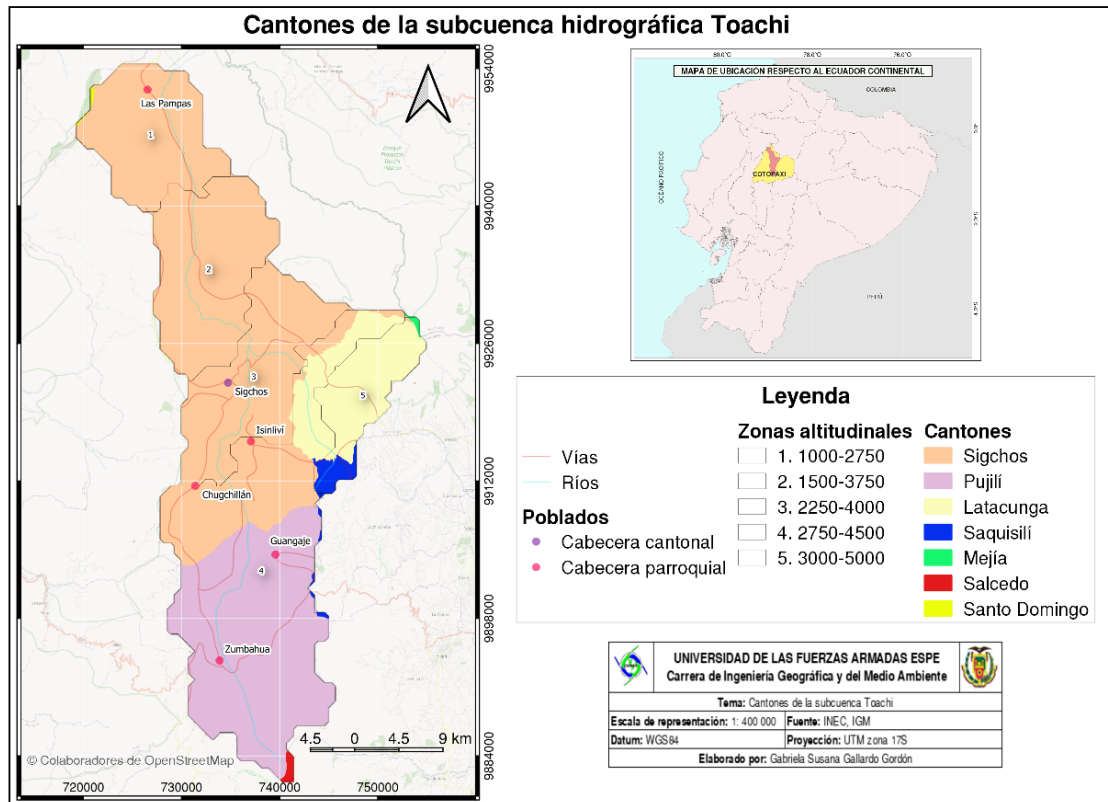 Cantones de la subcuenca hidrográfica Toachi
9954000
9940000
9926000
9912000
9898000
9884000
720000
730000
740000
750000
Las Pampas
1
2
3
Sigchos
5
Isinliví
Chugchillán
Guangaje
4
Zumbahua
4.5 0 4.5 9 km
© Colaboradores de OpenStreetMap
MAPA DE UBICACIÓN RESPECTO AL ECUADOR CONTINENTAL
COLOMBIA
OCÉANO PACIFICO
COTOPAXI
PERÚ
Leyenda
Vías
Ríos
Poblados
Cabecera cantonal
Cabecera parroquial
Zonas altitudinales
1. 1000-2750
2. 1500-3750
3. 2250-4000
4. 2750-4500
5. 3000-5000
Cantones
Sigchos
Pujilí
Latacunga
Saquisilí
Mejía
Salcedo
Santo Domingo
UNIVERSIDAD DE LAS FUERZAS ARMADAS ESPE
Carrera de Ingeniería Geográfica y del Medio Ambiente
Tema: Cantones de la subcuenca Toachi
Escala de representación: 1: 400 000
Fuente: INEC, IGM
Datum: WGS84
Proyección: UTM zona 17S
Elaborado por: Gabriela Susana Gallardo Gordón